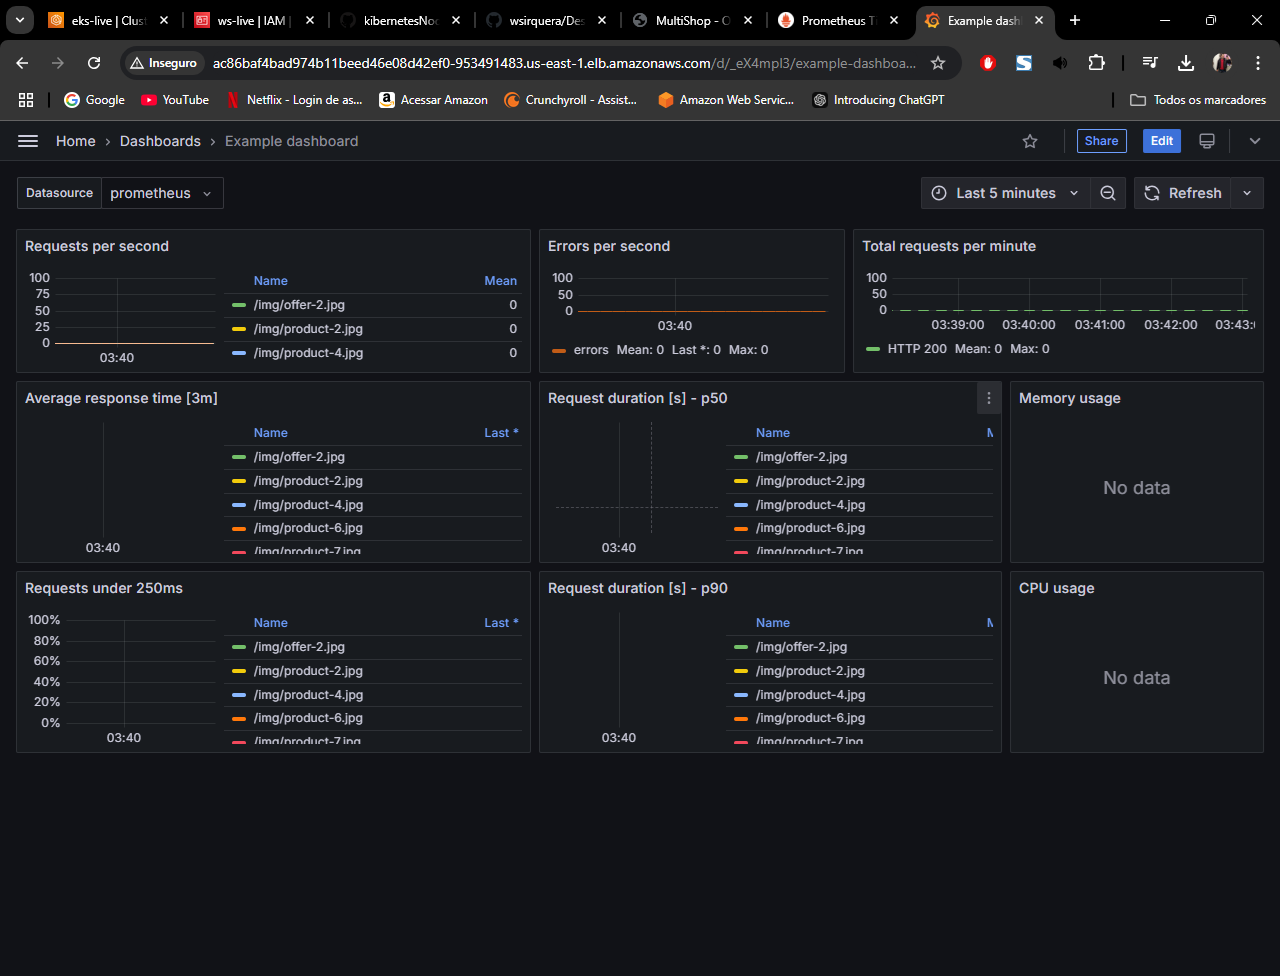 eks-live | Clust
ws-live | IAM |
kibernetesNod
wsirquera/Des
MultiShop - O
Prometheus Ti
Example dash
Inseguro
ac86baf4bad974b11beed46e08d42ef0-953491483.us-east-1.elb.amazonaws.com/d/_eX4mpl3/example-dashboa...
Google
YouTube
Netflix - Login de as...
Acessar Amazon
Crunchyroll - Assist...
Amazon Web Servic...
Introducing ChatGPT
Todos os marcadores
Home › Dashboards › Example dashboard
Share
Edit
Datasource
prometheus
Last 5 minutes
Refresh
Requests per second
100
75
50
25
0
03:40
Name Mean
/img/offer-2.jpg 0
/img/product-2.jpg 0
/img/product-4.jpg 0
Errors per second
100
50
0
03:40
errors Mean: 0 Last *: 0 Max: 0
Total requests per minute
100
50
0
03:39:00 03:40:00 03:41:00 03:42:00 03:43:
HTTP 200 Mean: 0 Max: 0
Average response time [3m]
03:40
Name Last *
/img/offer-2.jpg
/img/product-2.jpg
/img/product-4.jpg
/img/product-6.jpg
/img/product-7.jpg
Request duration [s] - p50
03:40
Name M
/img/offer-2.jpg
/img/product-2.jpg
/img/product-4.jpg
/img/product-6.jpg
/img/product-7.jpg
Memory usage
No data
Requests under 250ms
100%
80%
60%
40%
20%
0%
03:40
Name Last *
/img/offer-2.jpg
/img/product-2.jpg
/img/product-4.jpg
/img/product-6.jpg
/img/product-7.jpg
Request duration [s] - p90
03:40
Name M
/img/offer-2.jpg
/img/product-2.jpg
/img/product-4.jpg
/img/product-6.jpg
/img/product-7.jpg
CPU usage
No data